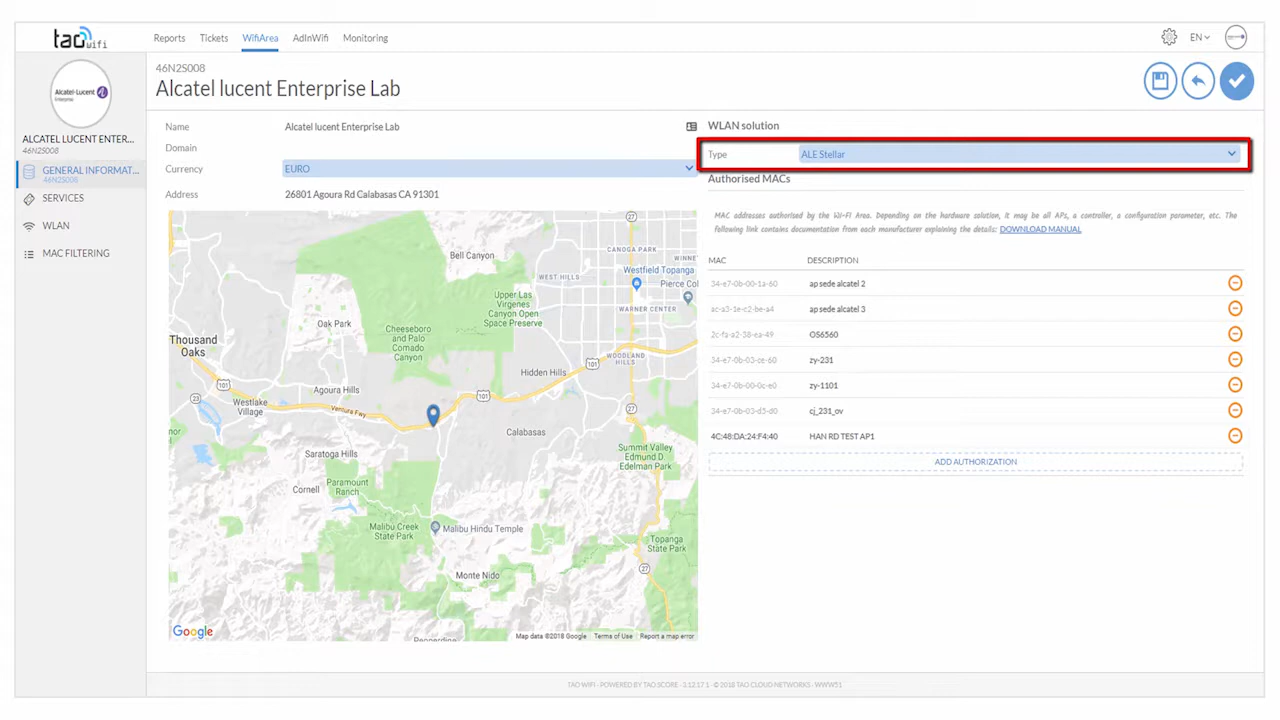 tao wifi
Reports
Tickets
WifiArea
AdInWifi
Monitoring
EN
46N2S008
Alcatel lucent Enterprise Lab
Alcatel·Lucent
Enterprise
ALCATEL LUCENT ENTER...
46N2S008
GENERAL INFORMAT...
46N2S008
SERVICES
WLAN
MAC FILTERING
Name Alcatel lucent Enterprise Lab
Domain
Currency EURO
Address 26801 Agoura Rd Calabasas CA 91301
Bell Canyon
CANOGA PARK
WINNE
Westfield Topanga
Pierce Col
WEST HILLS
Upper Las
Virgenes
Canyon Open
Space Preserve
WARNER CENTER
Oak Park
Cheeseboro
and Palo
Comado
Canyon
Thousand
Oaks
WOODLAND
HILLS
Hidden Hills
Agoura Hills
Westlake
Village
Ventura Fwy
Calabasas
Saratoga Hills
Summit Valley
Edmund D.
Edelman Park
Cornell
Paramount
Ranch
Malibu Creek
State Park
Malibu Hindu Temple
Topanga
State Park
Monte Nido
27
101
101
101
23
101
27
27
27
nor
Google
Map data ©2018 Google
Terms of Use
Report a map error
WLAN solution
Type ALE Stellar
Authorised MACs
MAC addresses authorised by the Wi-Fi Area. Depending on the hardware solution, it may be all APs, a controller, a configuration parameter, etc. The
following link contains documentation from each manufacturer explaining the details: DOWNLOAD MANUAL
MAC DESCRIPTION
34-e7-0b-00-1a-60 ap sede alcatel 2
ac-a3-1e-c2-be-a4 ap sede alcatel 3
2c-fa-a2-38-ea-49 OS6560
34-e7-0b-03-ce-60 zy-231
34-e7-0b-00-0c-e0 zy-1101
34-e7-0b-03-d5-d0 cj_231_ov
4C:48:DA:24:F4:40 HAN RD TEST AP1
ADD AUTHORIZATION
TAO WIFI - POWERED BY TAO SCORE - 2.12.17 1 - © 2018 TAO CLOUD NETWORKS - WWW51